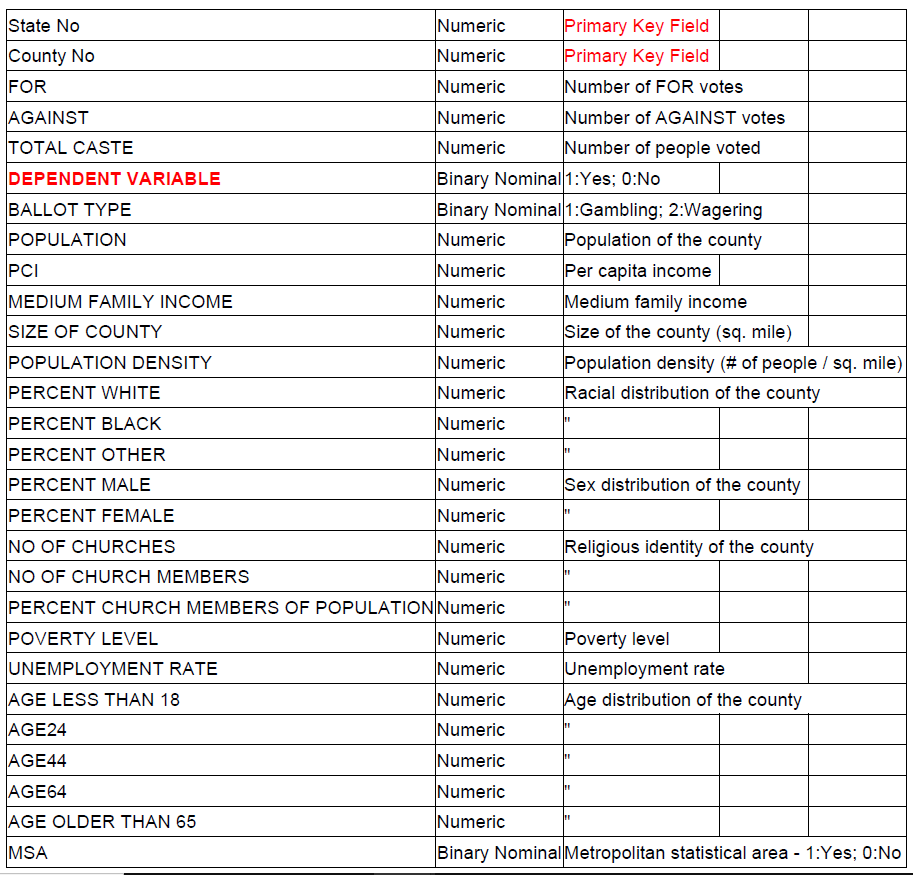 State No Numeric Primary Key Field
County No Numeric Primary Key Field
FOR Numeric Number of FOR votes
AGAINST Numeric Number of AGAINST votes
TOTAL CASTE Numeric Number of people voted
DEPENDENT VARIABLE Binary Nominal 1:Yes; 0:No
BALLOT TYPE Binary Nominal 1:Gambling; 2:Wagering
POPULATION Numeric Population of the county
PCI Numeric Per capita income
MEDIUM FAMILY INCOME Numeric Medium family income
SIZE OF COUNTY Numeric Size of the county (sq. mile)
POPULATION DENSITY Numeric Population density (# of people / sq. mile)
PERCENT WHITE Numeric Racial distribution of the county
PERCENT BLACK Numeric "
PERCENT OTHER Numeric "
PERCENT MALE Numeric Sex distribution of the county
PERCENT FEMALE Numeric "
NO OF CHURCHES Numeric Religious identity of the county
NO OF CHURCH MEMBERS Numeric "
PERCENT CHURCH MEMBERS OF POPULATION Numeric "
POVERTY LEVEL Numeric Poverty level
UNEMPLOYMENT RATE Numeric Unemployment rate
AGE LESS THAN 18 Numeric Age distribution of the county
AGE24 Numeric "
AGE44 Numeric "
AGE64 Numeric "
AGE OLDER THAN 65 Numeric "
MSA Binary Nominal Metropolitan statistical area - 1:Yes; 0:No